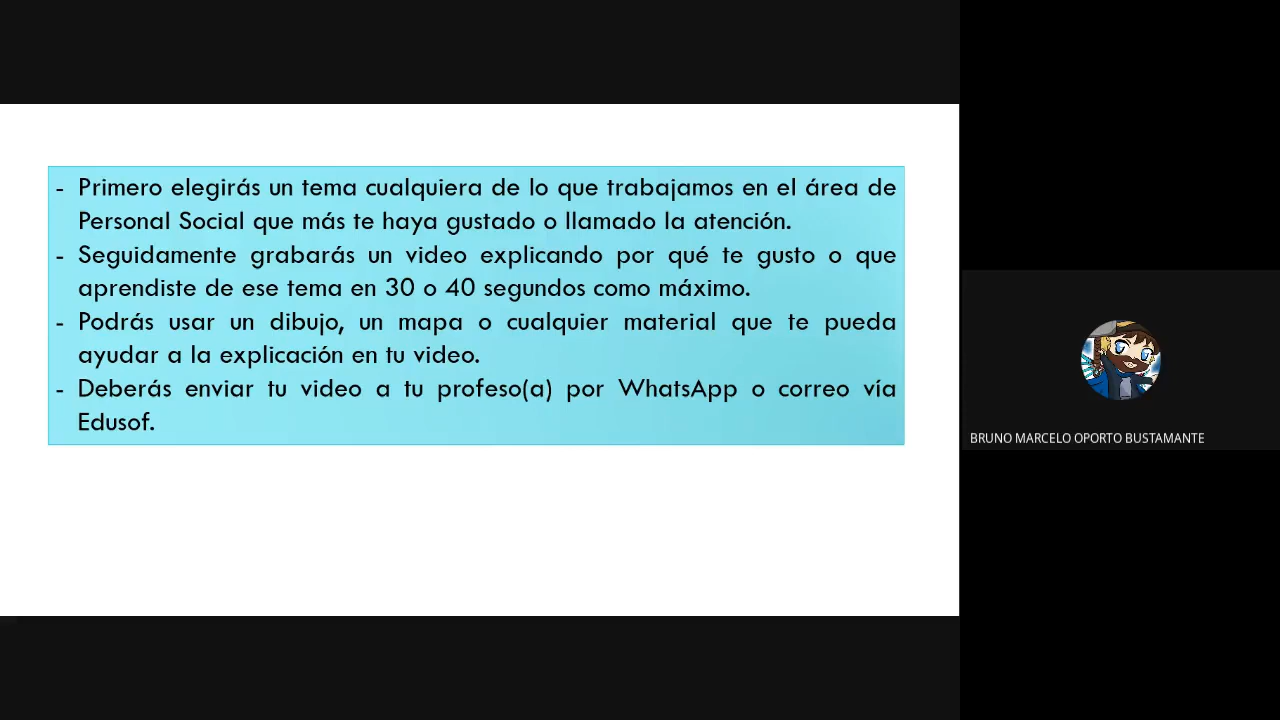 - Primero elegirás un tema cualquiera de lo que trabajamos en el área de
Personal Social que más te haya gustado o llamado la atención.
- Seguidamente grabarás un video explicando por qué te gusto o que
aprendiste de ese tema en 30 o 40 segundos como máximo.
- Podrás usar un dibujo, un mapa o cualquier material que te pueda
ayudar a la explicación en tu video.
- Deberás enviar tu video a tu profeso(a) por WhatsApp o correo vía
Edusof.
BRUNO MARCELO OPORTO BUSTAMANTE